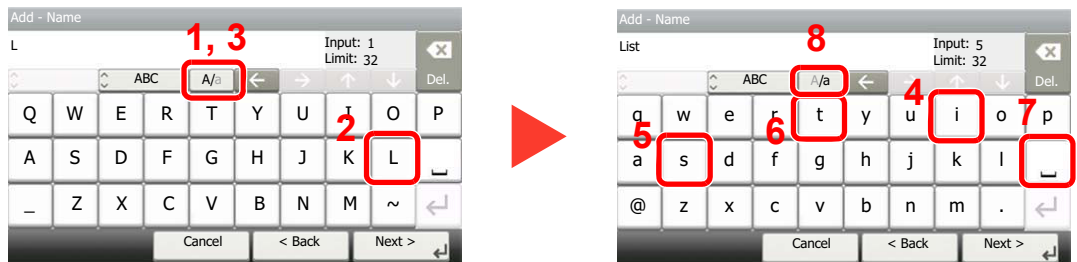 Add - Name
L
Input: 1
Limit: 32
1, 3
ABC
A/a
Del.
Q W E R T Y U I O P
2
A S D F G H J K L
_ Z X C V B N M ~
Cancel < Back Next >
Add - Name
List
8
Input: 5
Limit: 32
ABC
A/a
Del.
4
q w e r t y u i o p
5 6 7
a s d f g h j k l
@ z x c v b n m .
Cancel < Back Next >